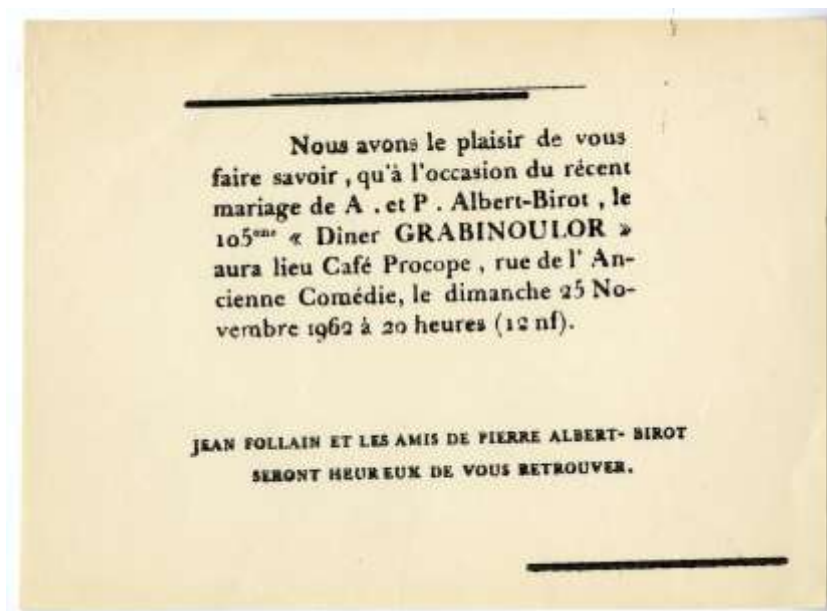 Nous avons le plaisir de vous
faire savoir , qu'à l'occasion du récent
mariage de A . et P . Albert-Birot , le
105ème « Diner GRABINOULOR »
aura lieu Café Procope , rue de l' An-
cienne Comédie, le dimanche 25 No-
vembre 1962 à 20 heures (12 nf).
JEAN FOLLAIN ET LES AMIS DE PIERRE ALBERT- BIROT
SERONT HEUREUX DE VOUS RETROUVER.